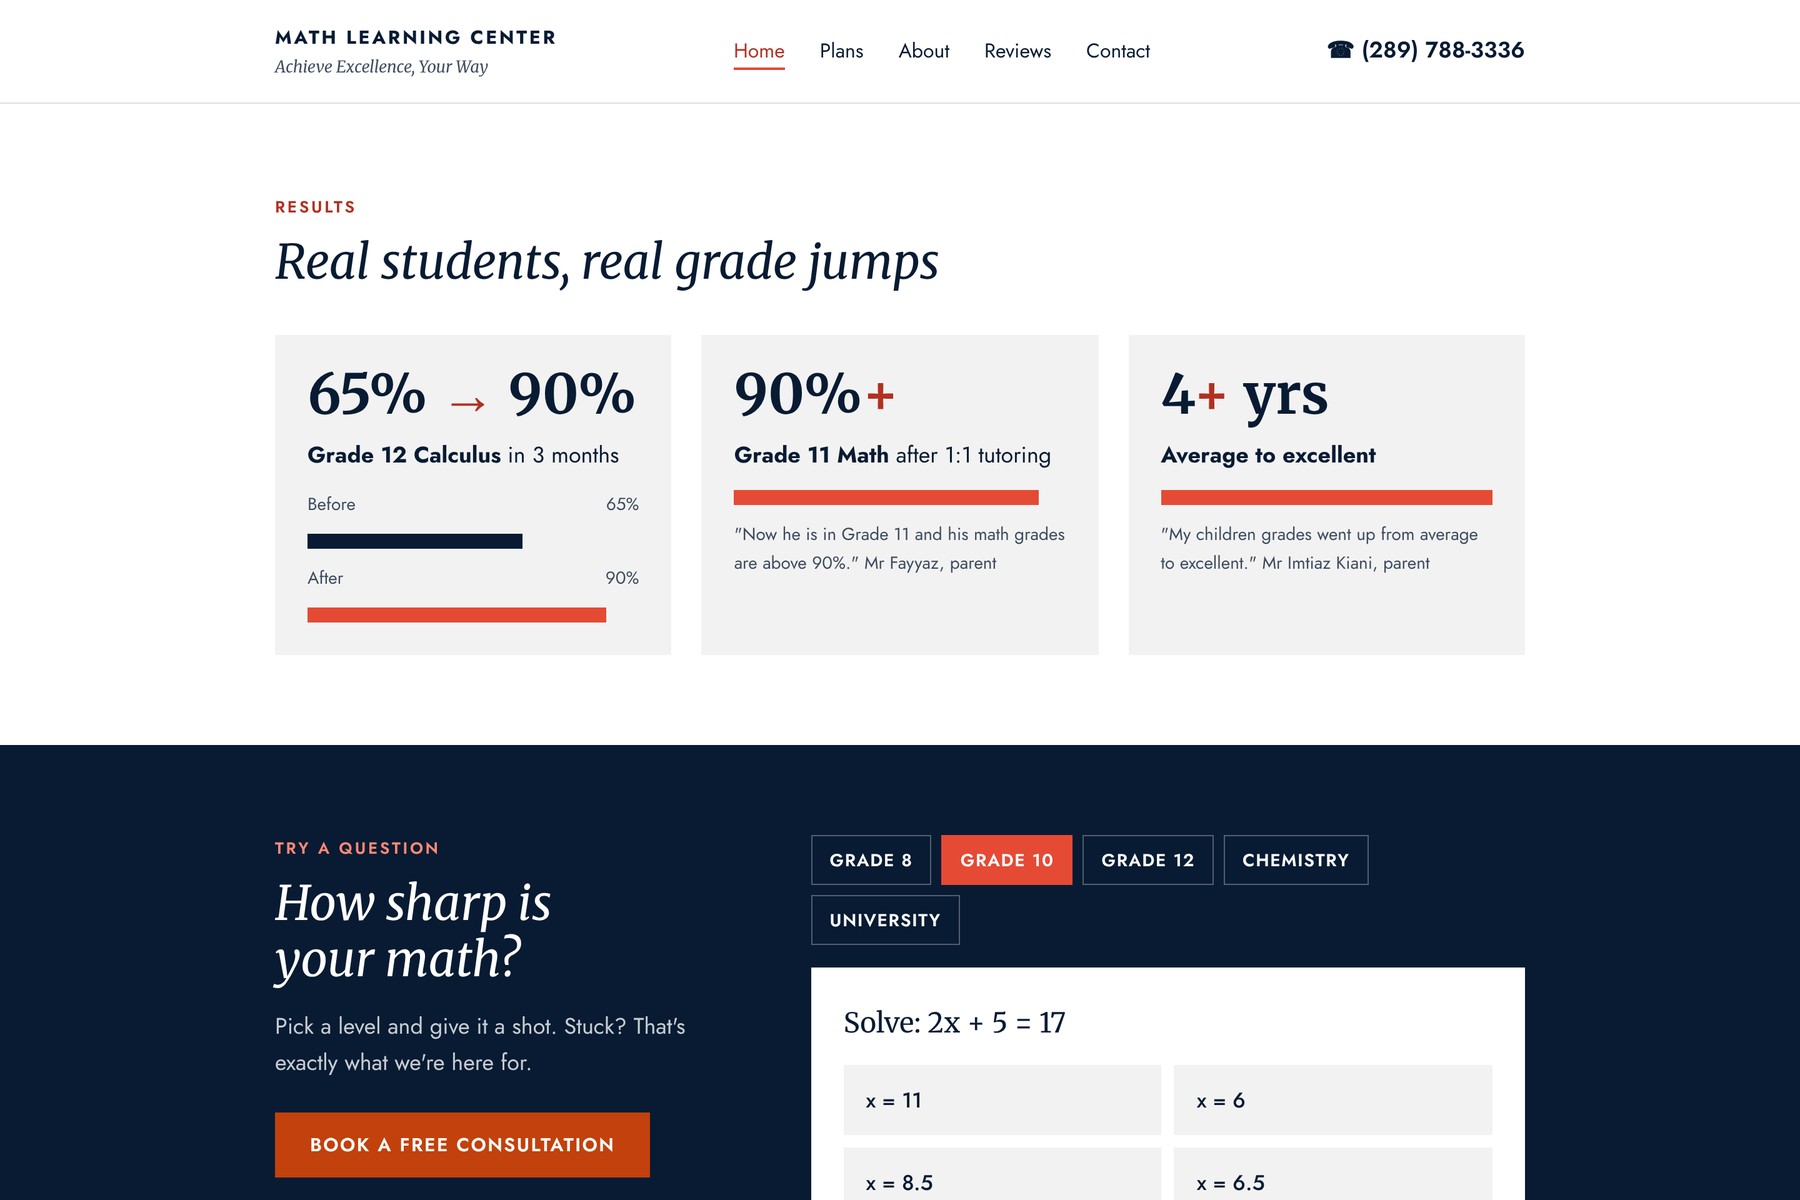 MATH LEARNING CENTER
Achieve Excellence, Your Way
Home
Plans
About
Reviews
Contact
☎ (289) 788-3336
RESULTS
Real students, real grade jumps
65% → 90%
Grade 12 Calculus in 3 months
Before 65%
After 90%
90%+
Grade 11 Math after 1:1 tutoring
"Now he is in Grade 11 and his math grades
are above 90%." Mr Fayyaz, parent
4+ yrs
Average to excellent
"My children grades went up from average
to excellent." Mr Imtiaz Kiani, parent
TRY A QUESTION
How sharp is
your math?
Pick a level and give it a shot. Stuck? That's
exactly what we're here for.
BOOK A FREE CONSULTATION
GRADE 8
GRADE 10
GRADE 12
CHEMISTRY
UNIVERSITY
Solve: 2x + 5 = 17
x = 11
x = 6
x = 8.5
x = 6.5